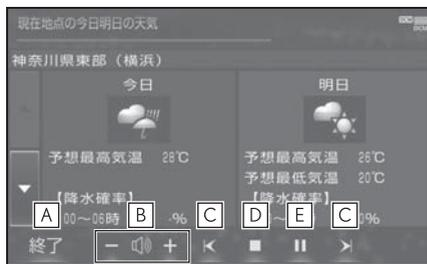 現在地点の今日明日の天気
DCM
神奈川県東部（横浜）
今日 明日
予想最高気温 28℃ 予想最高気温 26℃
予想最低気温 20℃
【降水確率】 【降水確率】
00～06時 -% 0%
A B C D E C
終了 － ＋